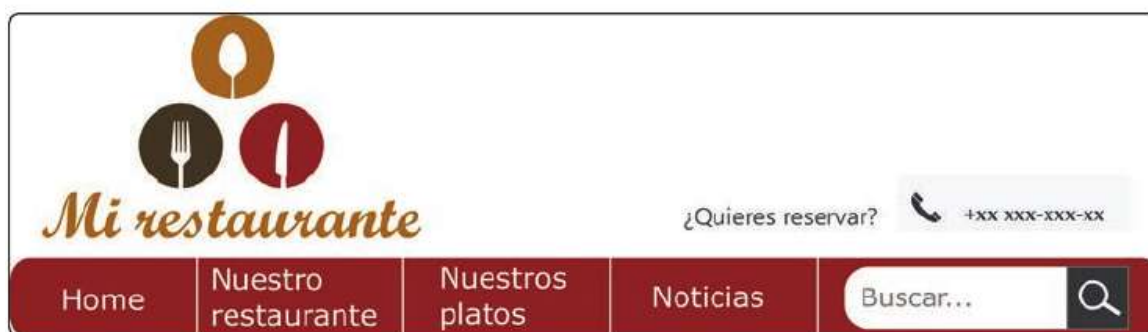 Mi restaurante
¿Quieres reservar?
+xx xxx-xxx-xx
Home
Nuestro
restaurante
Nuestros
platos
Noticias
Buscar...